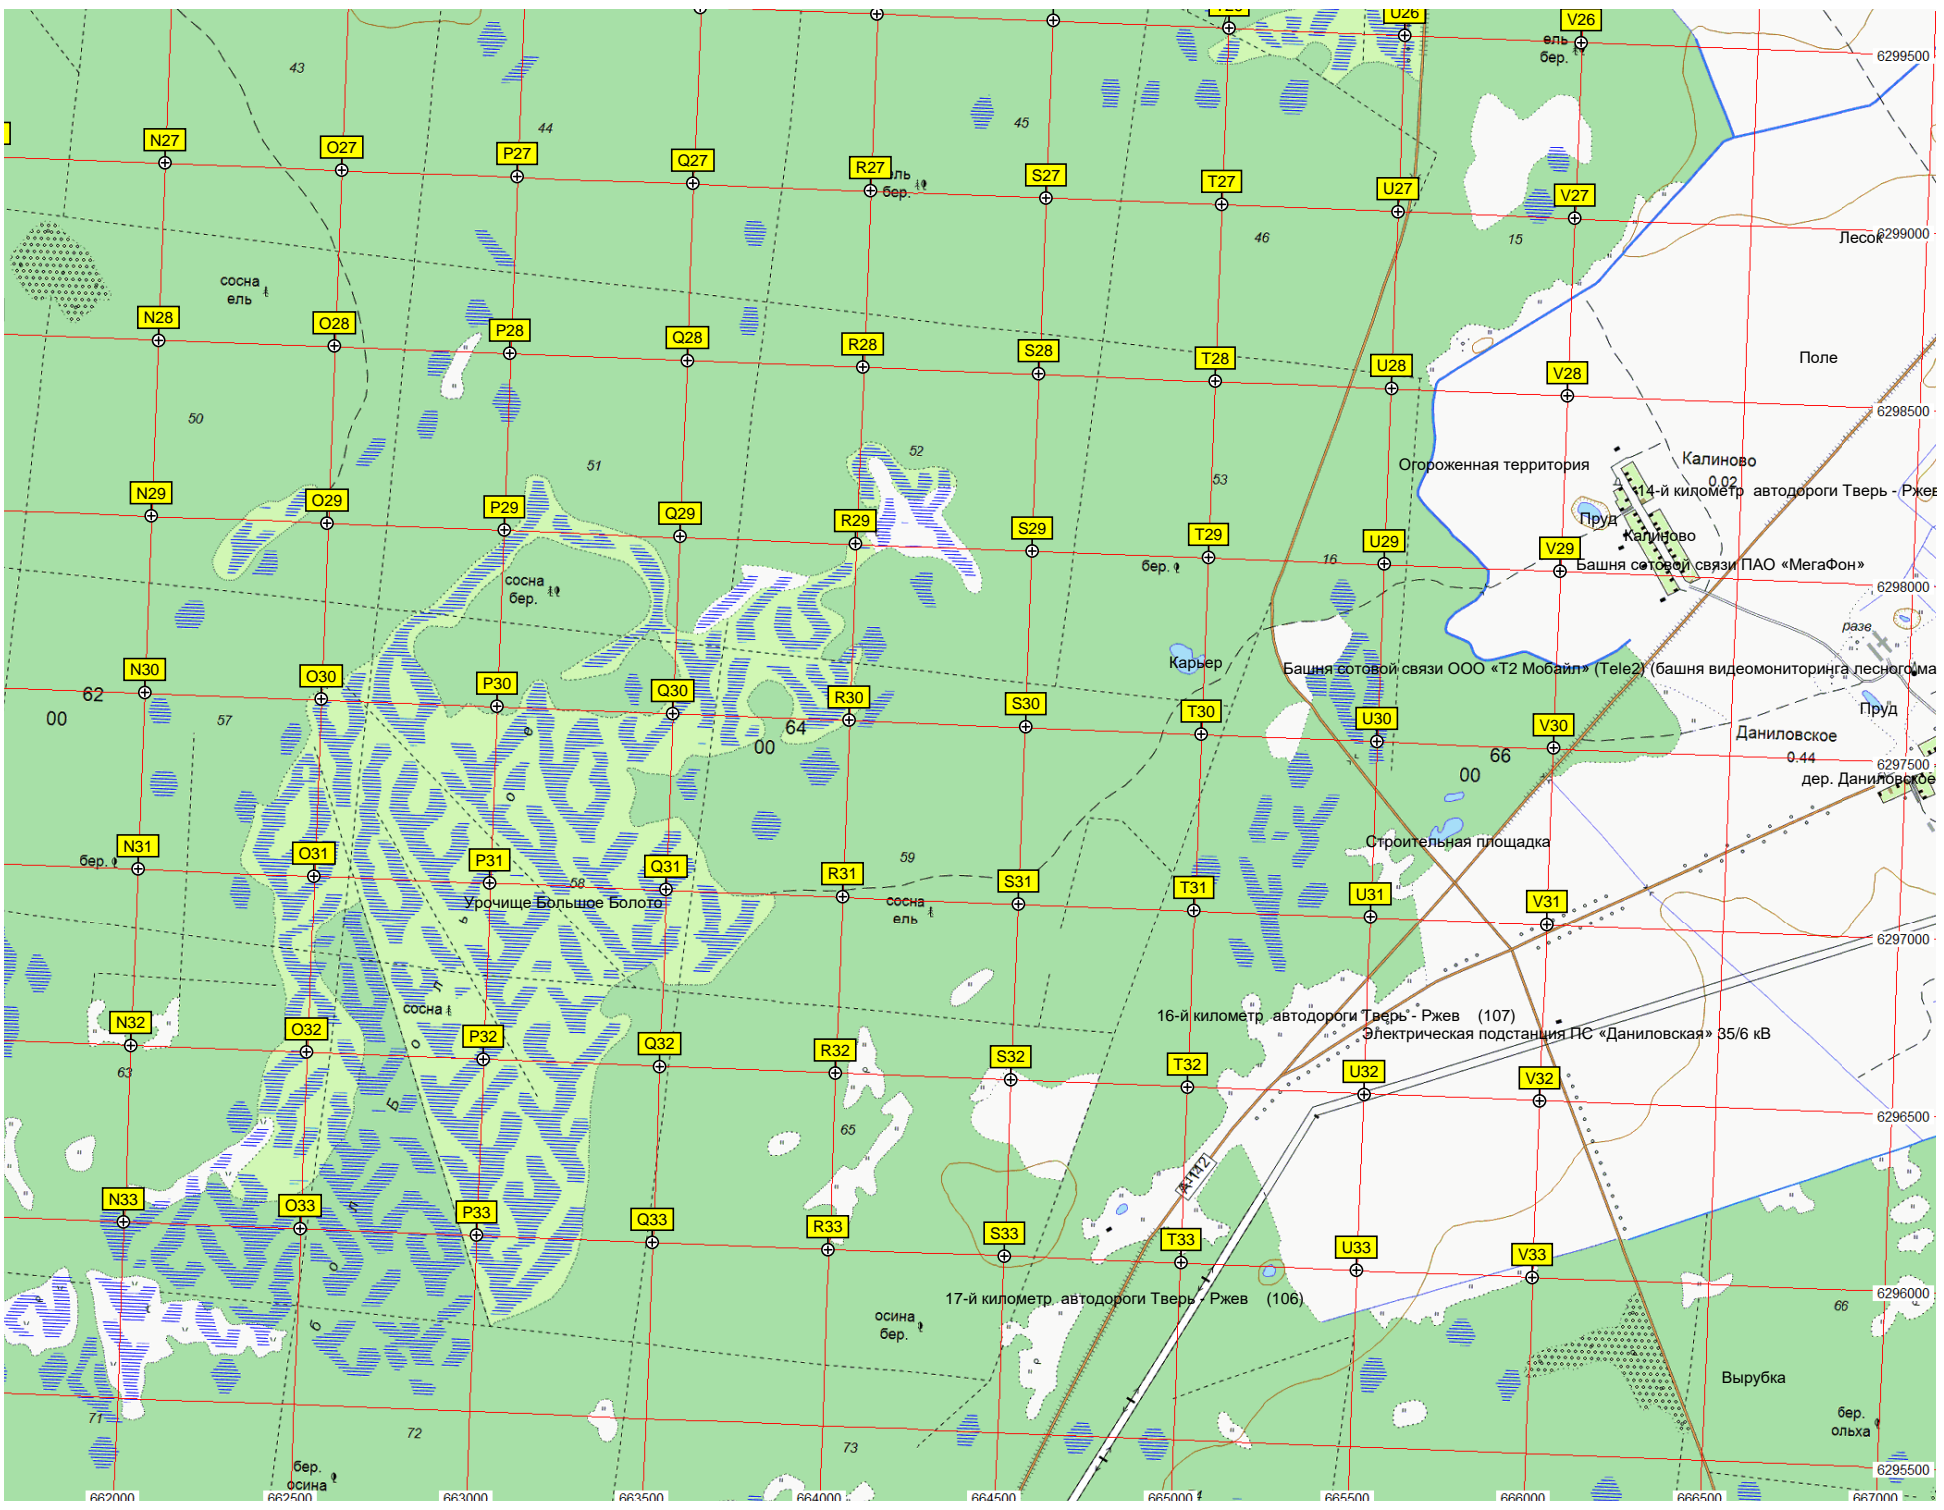 U26
V26
ель
бер.
6299500
43
44
45
N27
O27
P27
Q27
R27
ель
бер.
S27
T27
U27
V27
46
15
6299000
Лесок
сосна
ель
N28
O28
P28
Q28
R28
S28
T28
U28
V28
Поле
6298500
50
51
52
53
Огороженная территория
Калиново
0.02
14-й километр автодороги Тверь - Ржев
N29
O29
P29
Q29
R29
S29
T29
U29
V29
Пруд
Калиново
бер.
16
Башня сотовой связи ПАО «МегаФон»
сосна
бер.
6298000
разв
Карьер
Башня сотовой связи ООО «Т2 Мобайл» (Tele2) (башня видеомониторинга лесного ма
N30
O30
P30
Q30
R30
S30
T30
U30
V30
62
00
57
64
00
66
00
Пруд
Даниловское
0.44
6297500
дер. Даниловское
Строительная площадка
N31
O31
P31
Q31
R31
S31
T31
U31
V31
бер.
58
59
Урочище Большое Болото
сосна
ель
6297000
сосна
16-й километр автодороги Тверь - Ржев (107)
Электрическая подстанция ПС «Даниловская» 35/6 кВ
N32
O32
P32
Q32
R32
S32
T32
U32
V32
63
65
6296500
А-112
N33
O33
P33
Q33
R33
S33
T33
U33
V33
17-й километр автодороги Тверь - Ржев (106)
6296000
66
осина
бер.
Вырубка
71
72
73
бер.
ольха
бер.
осина
6295500
662000
662500
663000
663500
664000
664500
665000
665500
666000
666500
667000